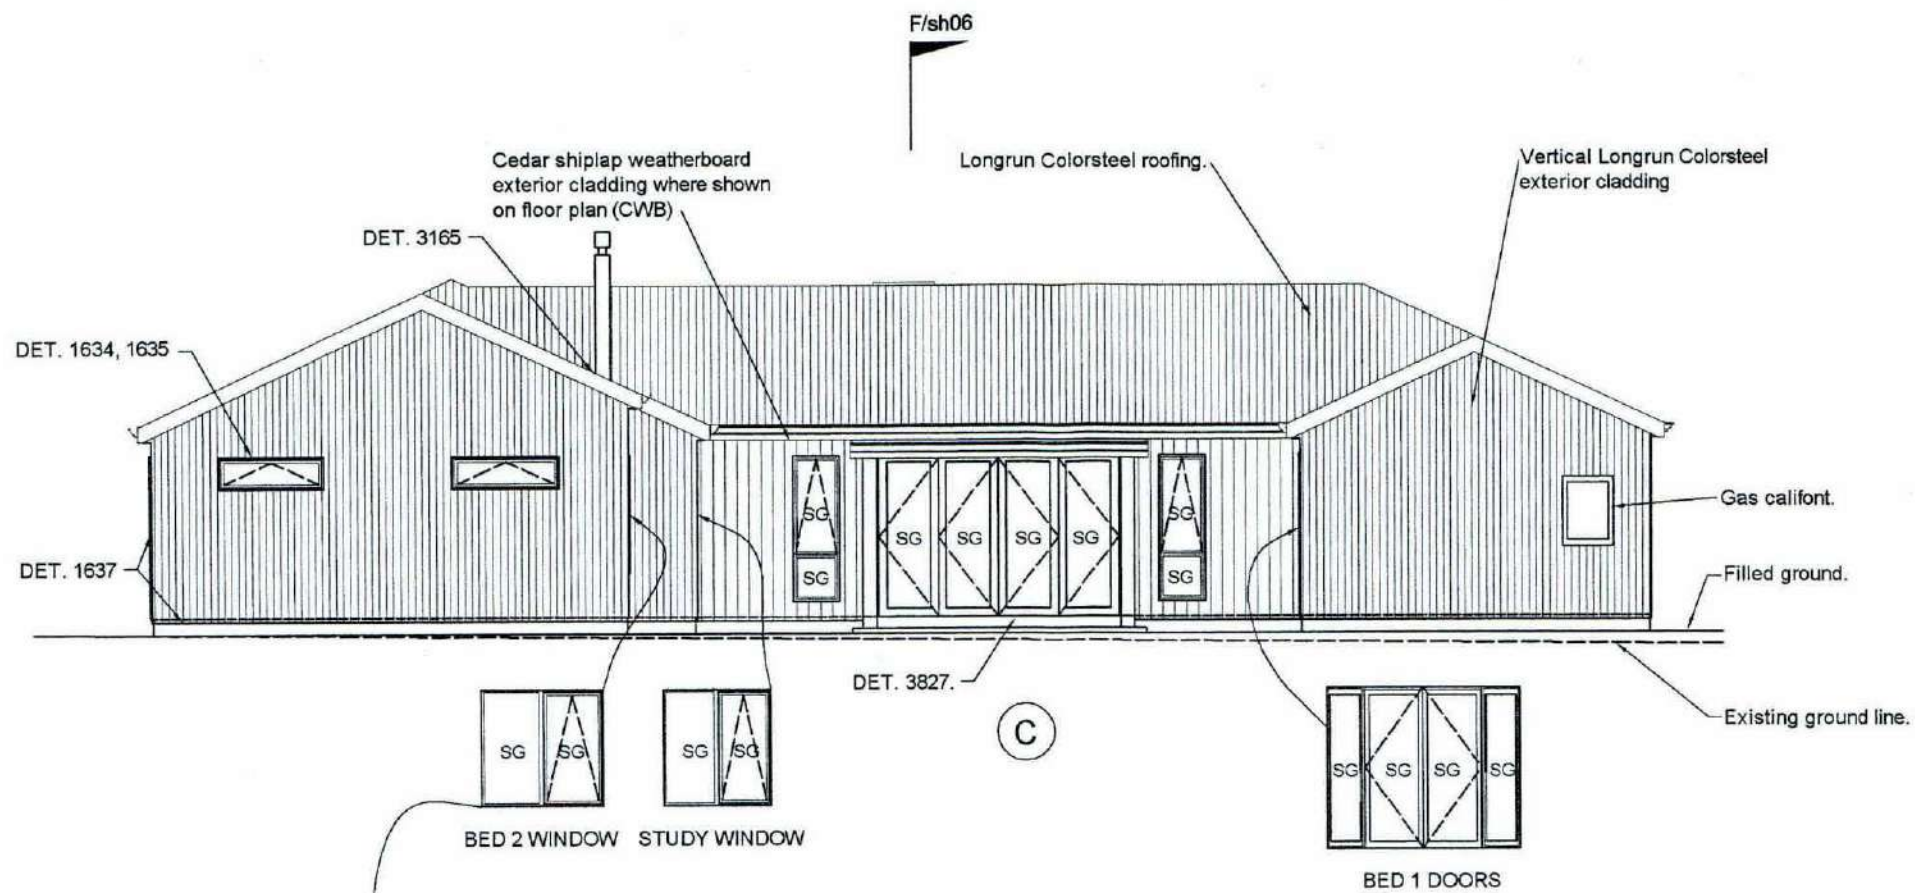 F/sh06
Cedar shiplap weatherboard
exterior cladding where shown
on floor plan (CWB)
Longrun Colorsteel roofing.
Vertical Longrun Colorsteel
exterior cladding
DET. 3165
DET. 1634, 1635
Gas califont.
SG
SG
SG
SG
SG
SG
SG
SG
DET. 1637
Filled ground.
DET. 3827.
C
Existing ground line.
SG
SG
BED 2 WINDOW
SG
SG
STUDY WINDOW
SG
SG
SG
SG
BED 1 DOORS